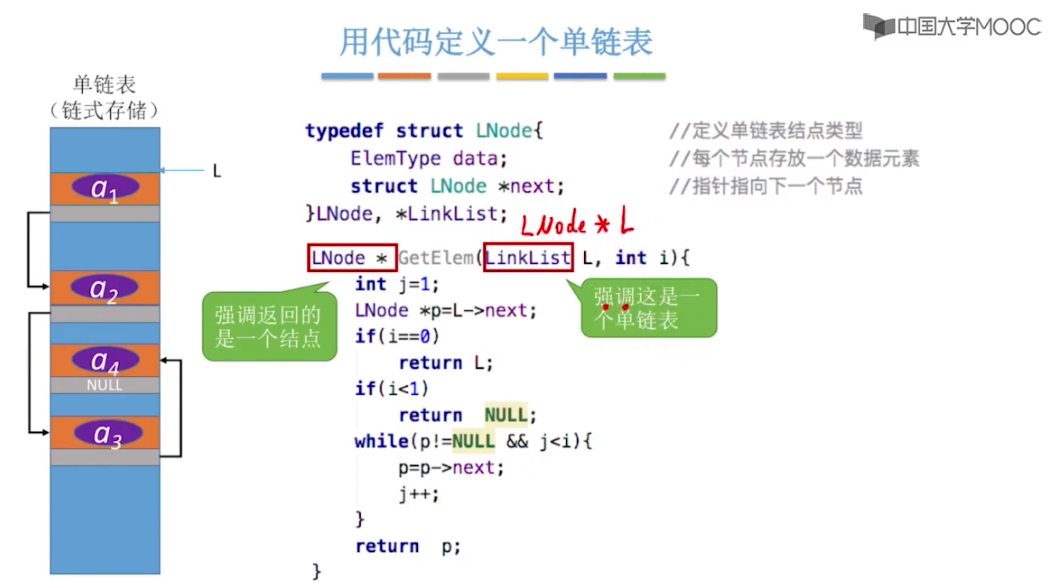 中国大学MOOC
用代码定义一个单链表
单链表
（链式存储）
L
a1
a2
a4
NULL
a3
typedef struct LNode{ //定义单链表结点类型
ElemType data; //每个节点存放一个数据元素
struct LNode *next; //指针指向下一个节点
}LNode, *LinkList;
LNode * L
LNode * GetElem(LinkList L, int i){
int j=1;
LNode *p=L->next;
if(i==0)
return L;
if(i<1)
return NULL;
while(p!=NULL && j<i){
p=p->next;
j++;
}
return p;
}
强调返回的
是一个结点
强调这是一
个单链表